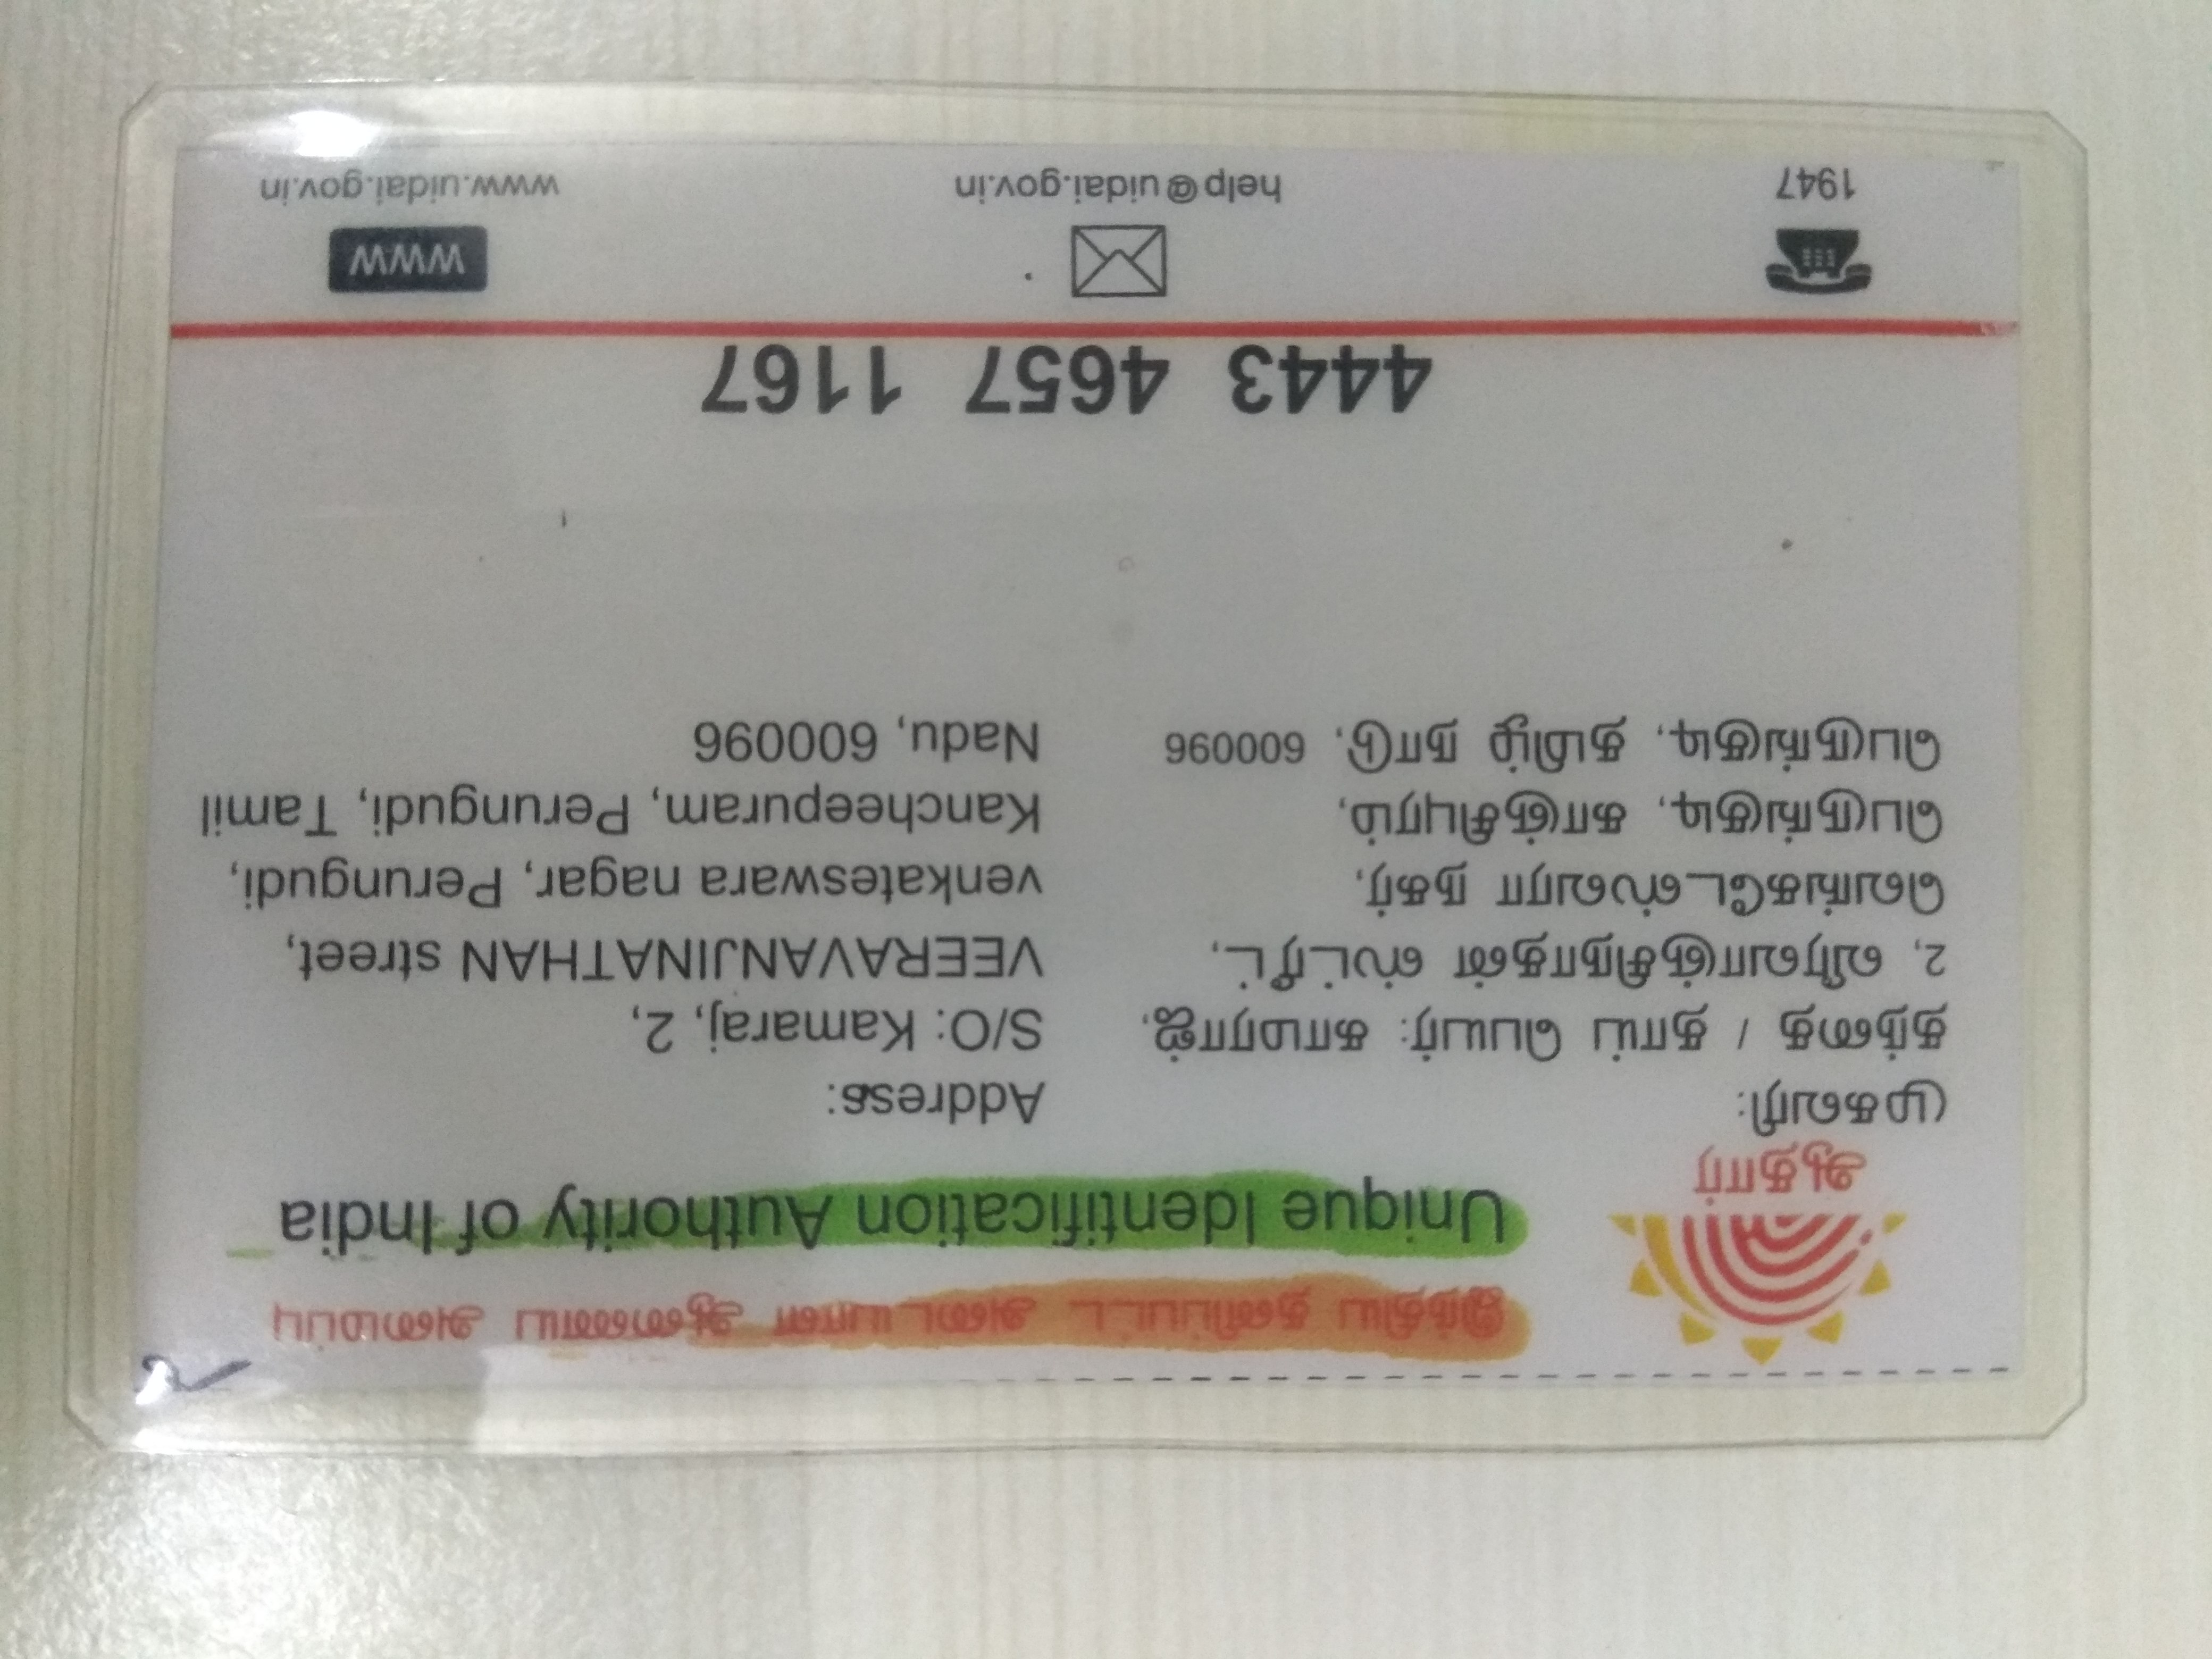 இந்திய தனிப்பட்ட அடையாள ஆணைய அமைப்பு
Unique Identification Authority of India
ஆதார்
முகவரி:
தந்தை / தாய் பெயர்: காமராஜ்,
2, வீரவாஞ்சிநாதன் ஸ்ட்ரீட்,
வெங்கடேஸ்வரா நகர்,
பெருங்குடி, காஞ்சிபுரம்,
பெருங்குடி, தமிழ் நாடு, 600096
Address:
S/O: Kamaraj, 2,
VEERAVANJINATHAN street,
venkateswara nagar, Perungudi,
Kancheepuram, Perungudi, Tamil
Nadu, 600096
4443 4657 1167
1947
help@uidai.gov.in
WWW
www.uidai.gov.in